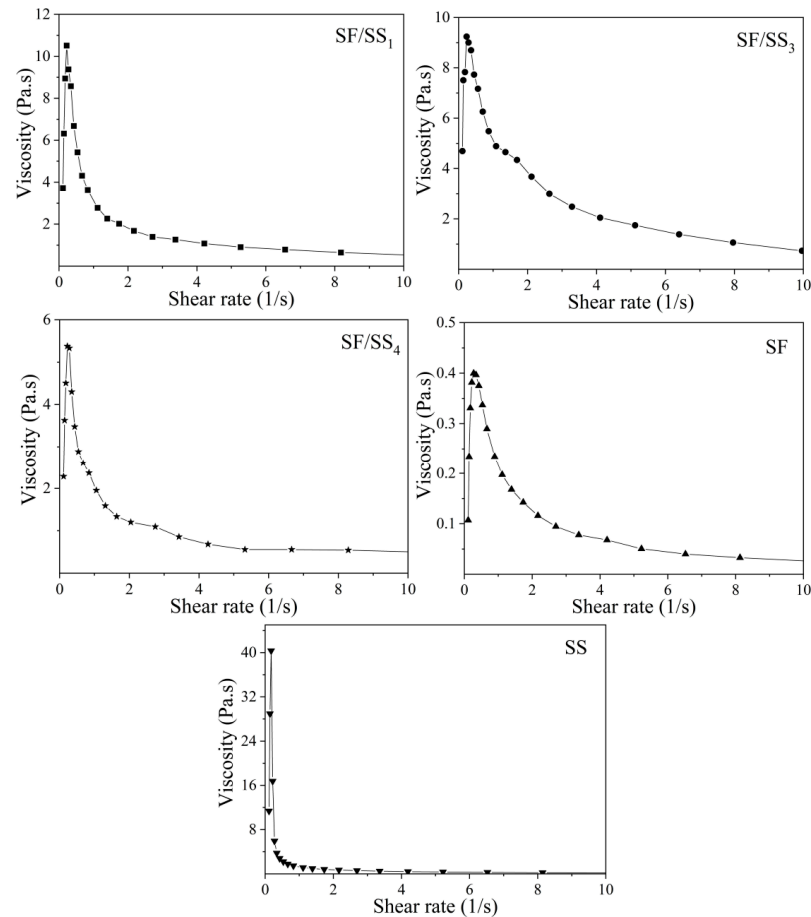 SF/SS₁
Viscosity (Pa.s)
12
10
8
6
4
2
0 2 4 6 8 10
Shear rate (1/s)
SF/SS₃
Viscosity (Pa.s)
10
8
6
4
2
0 2 4 6 8 10
Shear rate (1/s)
SF/SS₄
Viscosity (Pa.s)
6
4
2
0 2 4 6 8 10
Shear rate (1/s)
SF
Viscosity (Pa.s)
0.5
0.4
0.3
0.2
0.1
0 2 4 6 8 10
Shear rate (1/s)
SS
Viscosity (Pa.s)
40
32
24
16
8
0 2 4 6 8 10
Shear rate (1/s)